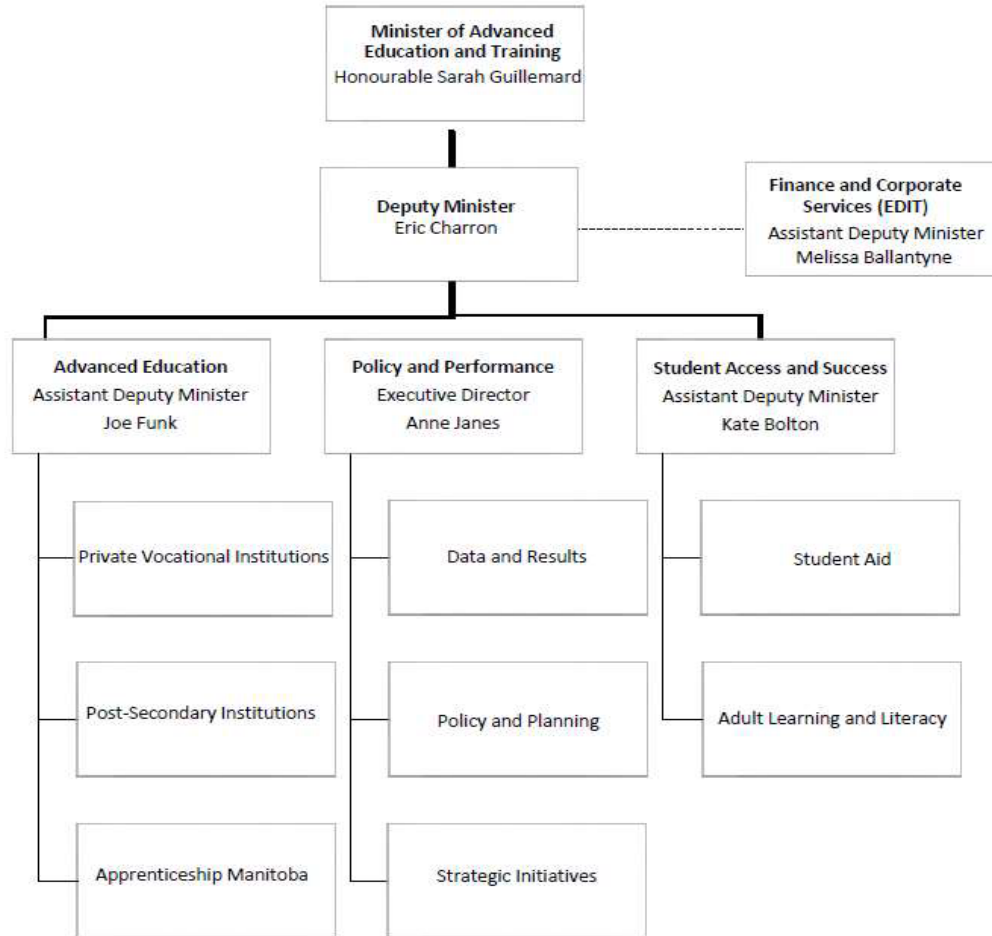 Minister of Advanced
Education and Training
Honourable Sarah Guillemard
Deputy Minister
Eric Charron
Finance and Corporate
Services (EDIT)
Assistant Deputy Minister
Melissa Ballantyne
Advanced Education
Assistant Deputy Minister
Joe Funk
Policy and Performance
Executive Director
Anne Janes
Student Access and Success
Assistant Deputy Minister
Kate Bolton
Private Vocational Institutions
Data and Results
Student Aid
Post-Secondary Institutions
Policy and Planning
Adult Learning and Literacy
Apprenticeship Manitoba
Strategic Initiatives